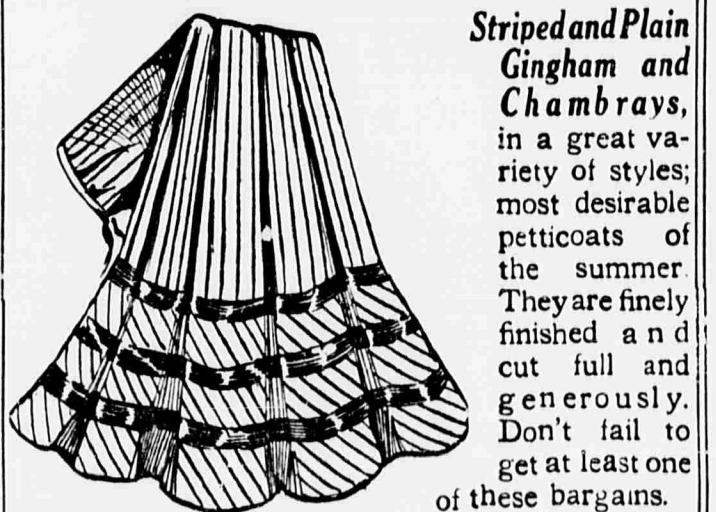 Striped and Plain
Gingham and
Chambrays,
in a great va-
riety of styles;
most desirable
petticoats of
the summer.
They are finely
finished and
cut full and
generously.
Don't fail to
get at least one
of these bargains.